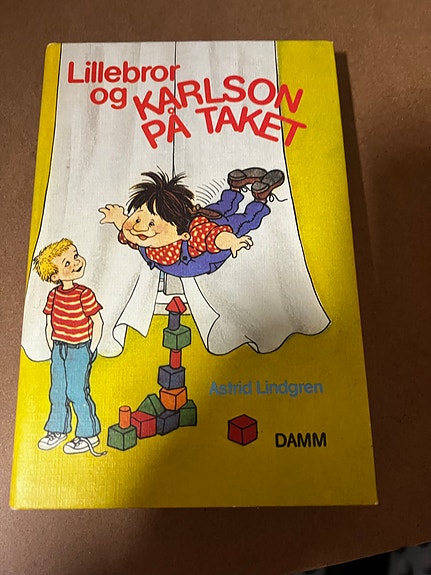 Lillebror
og KARLSON
PÅ TAKET
Astrid Lindgren
DAMM